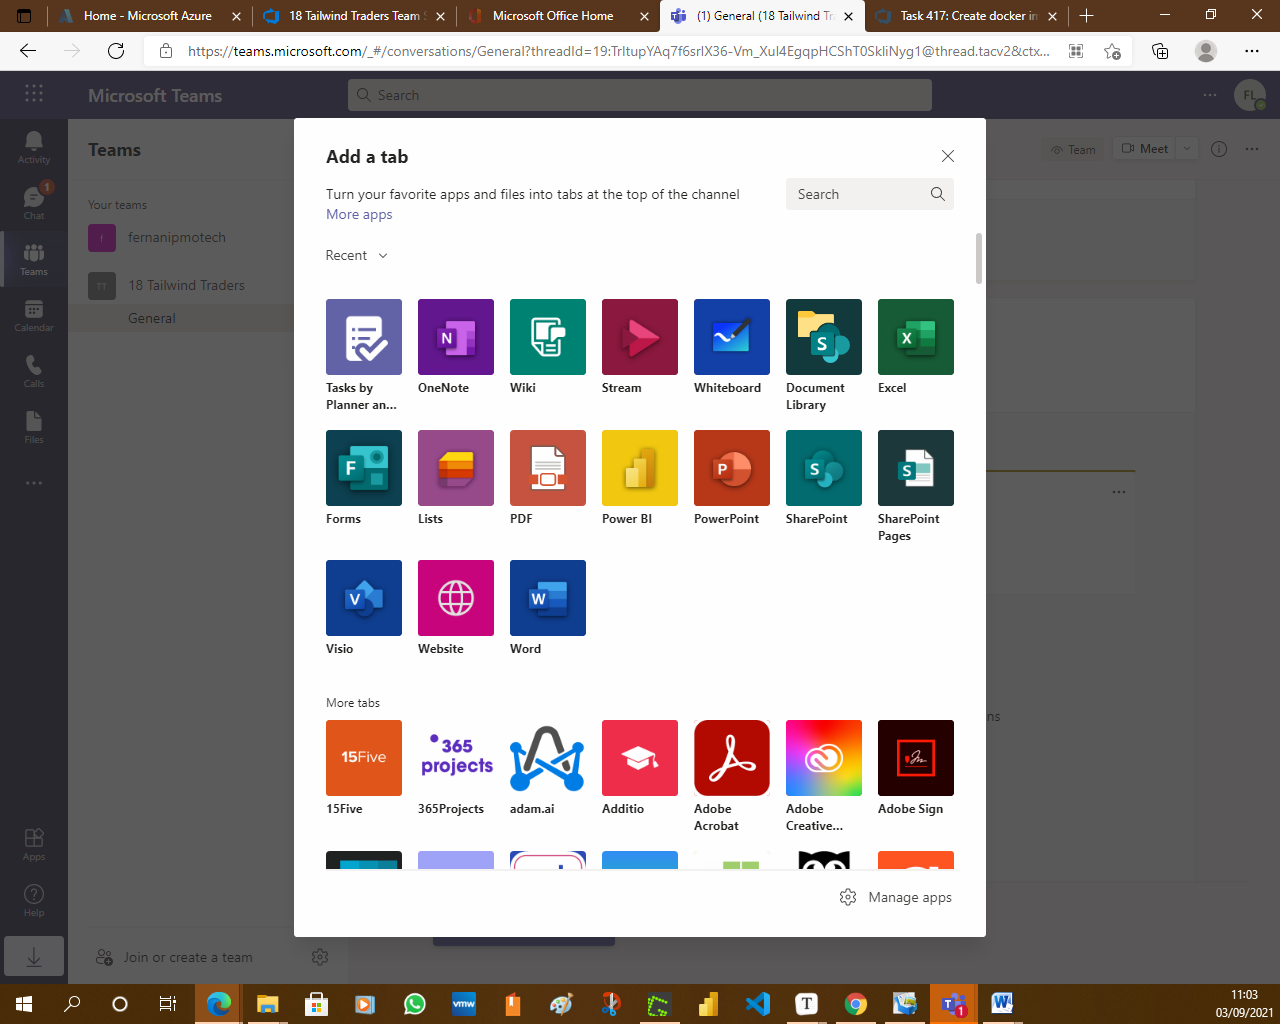 Home - Microsoft Azure
18 Tailwind Traders Team S
Microsoft Office Home
(1) General (18 Tailwind Tr
Task 417: Create docker im
https://teams.microsoft.com/_#/conversations/General?threadId=19:TrItupYAq7f6srIX36-Vm_XuI4EgqpHCShT0SkIiNyg1@thread.tacv2&ctx...
Microsoft Teams
Search
FL
Activity
Chat
1
Teams
Calendar
Calls
Files
Apps
Help
Teams
Your teams
f
fernanipmotech
TT
18 Tailwind Traders
General
Join or create a team
Team
Meet
Add a tab
Turn your favorite apps and files into tabs at the top of the channel
More apps
Search
Recent
Tasks by
Planner an...
OneNote
Wiki
Stream
Whiteboard
Document
Library
Excel
Forms
Lists
PDF
Power BI
PowerPoint
SharePoint
SharePoint
Pages
Visio
Website
Word
More tabs
15Five
365
projects
15Five
365Projects
adam.ai
Additio
Adobe
Acrobat
Adobe
Creative...
Adobe Sign
Manage apps
ns
vmw
T
1
11:03
03/09/2021